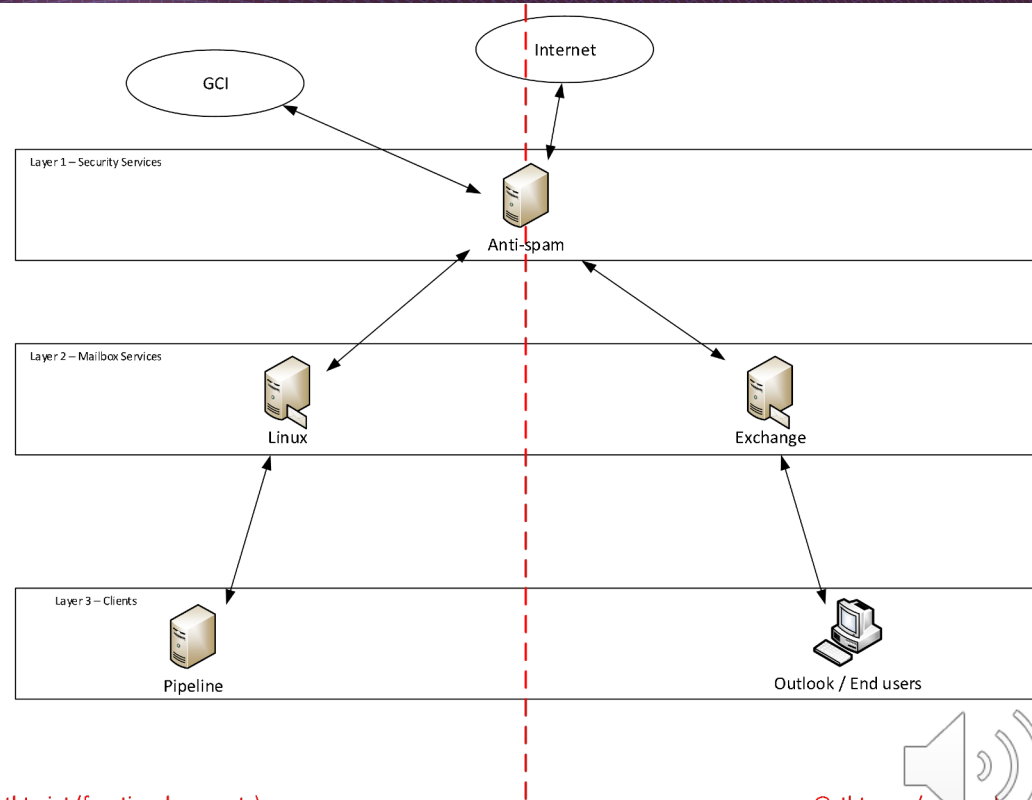 Internet
GCI
Layer 1 – Security Services
Anti-spam
Layer 2 – Mailbox Services
Linux
Exchange
Layer 3 – Clients
Pipeline
Outlook / End users